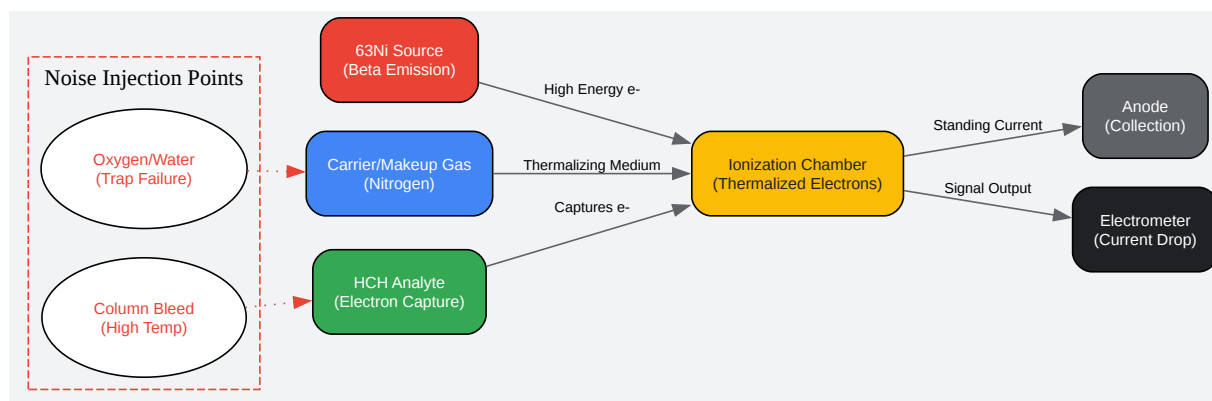 Noise Injection Points
Oxygen/Water
(Trap Failure)
Column Bleed
(High Temp)
63Ni Source
(Beta Emission)
Carrier/Makeup Gas
(Nitrogen)
HCH Analyte
(Electron Capture)
High Energy e-
Thermalizing Medium
Captures e-
Ionization Chamber
(Thermalized Electrons)
Standing Current
Signal Output
Anode
(Collection)
Electrometer
(Current Drop)